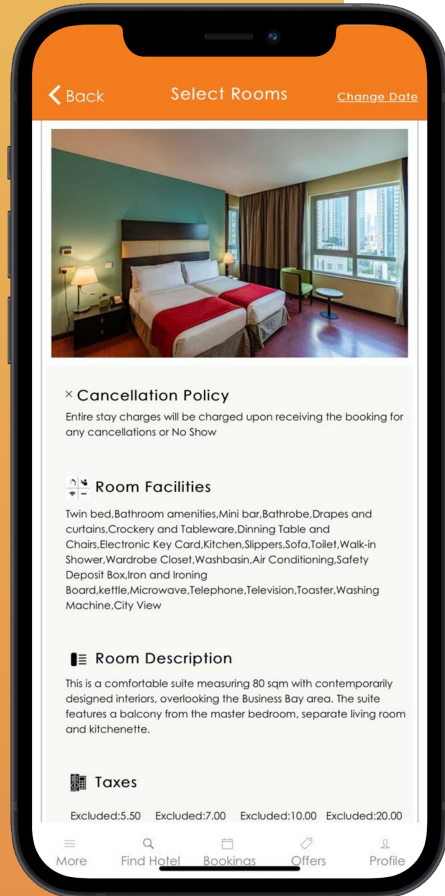 Back
Select Rooms
Change Date
× Cancellation Policy
Entire stay charges will be charged upon receiving the booking for
any cancellations or No Show
Room Facilities
Twin bed,Bathroom amenities,Mini bar,Bathrobe,Drapes and
curtains,Crockery and Tableware,Dinning Table and
Chairs,Electronic Key Card,Kitchen,Slippers,Sofa,Toilet,Walk-in
Shower,Wardrobe Closet,Washbasin,Air Conditioning,Safety
Deposit Box,Iron and Ironing
Board,kettle,Microwave,Telephone,Television,Toaster,Washing
Machine,City View
Room Description
This is a comfortable suite measuring 80 sqm with contemporarily
designed interiors, overlooking the Business Bay area. The suite
features a balcony from the master bedroom, separate living room
and kitchenette.
Taxes
Excluded:5.50 Excluded:7.00 Excluded:10.00 Excluded:20.00
More Find Hotel Bookings Offers Profile